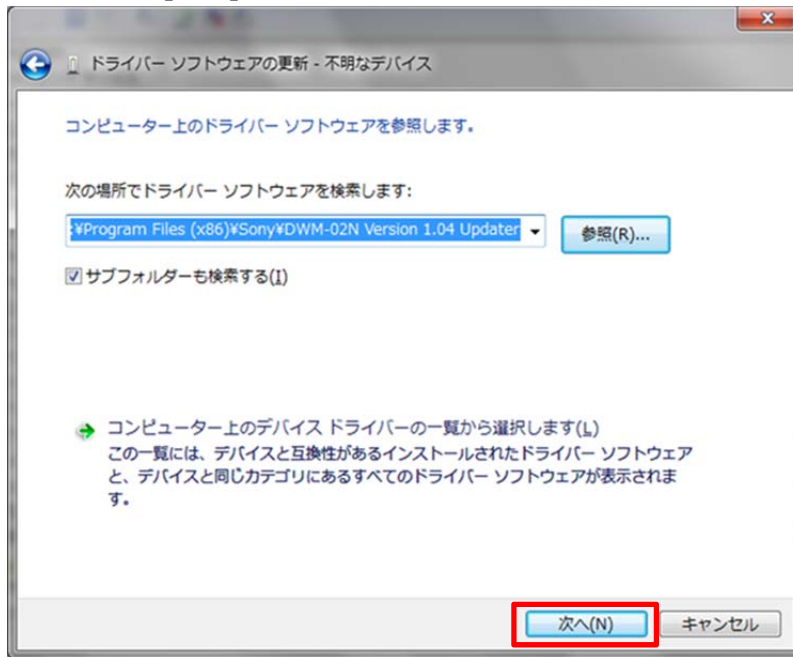 ドライバー ソフトウェアの更新 - 不明なデバイス
コンピューター上のドライバー ソフトウェアを参照します。
次の場所でドライバー ソフトウェアを検索します:
:¥Program Files (x86)¥Sony¥DWM-02N Version 1.04 Updater
参照(R)...
サブフォルダーも検索する(I)
コンピューター上のデバイス ドライバーの一覧から選択します(L)
この一覧には、デバイスと互換性があるインストールされたドライバー ソフトウェア
と、デバイスと同じカテゴリにあるすべてのドライバー ソフトウェアが表示されま
す。
次へ(N)
キャンセル